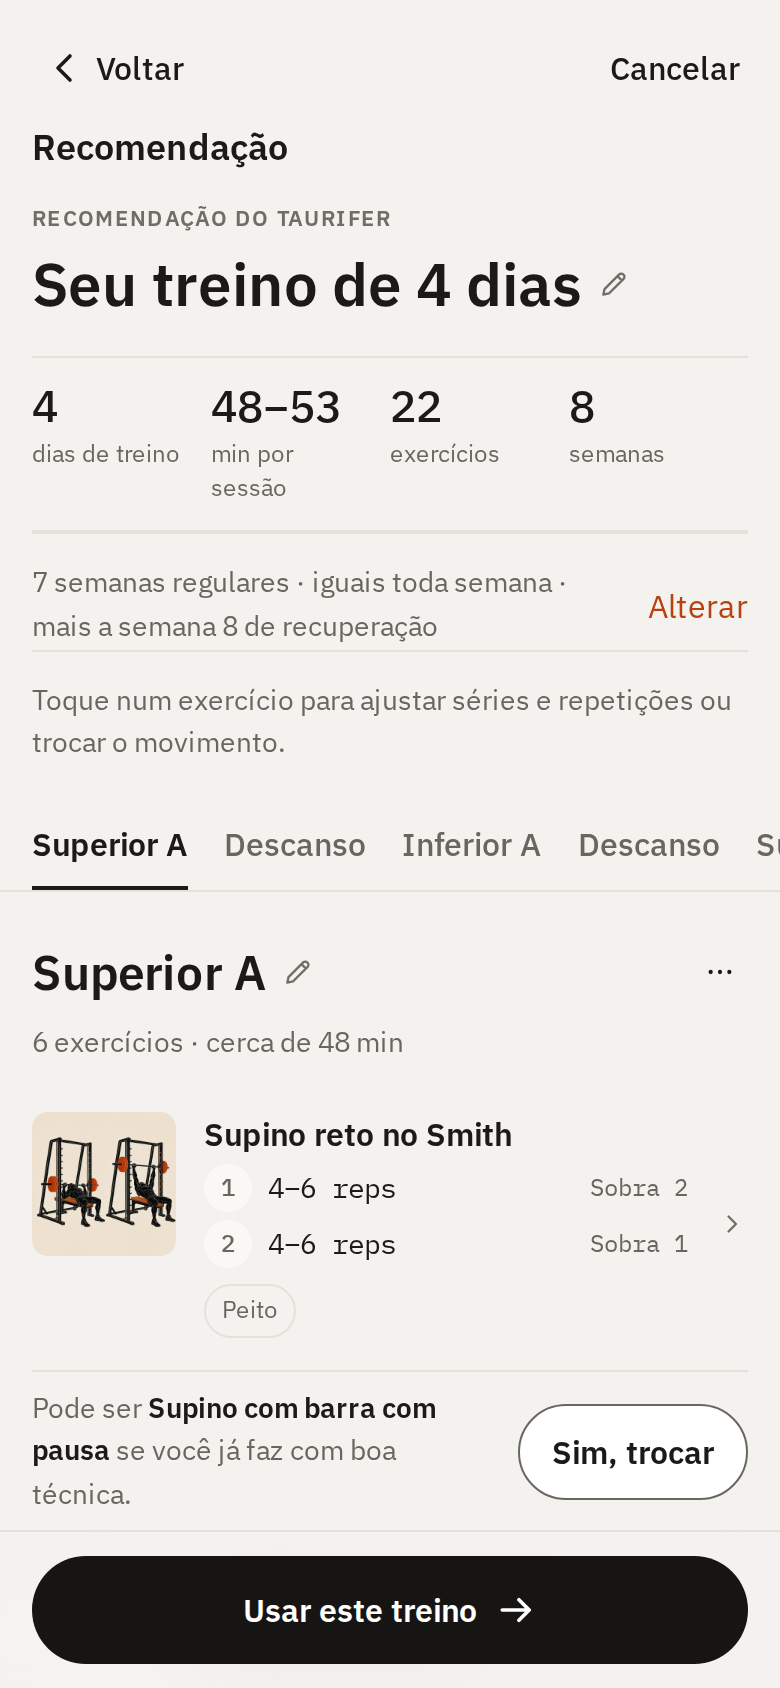 Voltar
Cancelar
Recomendação
RECOMENDAÇÃO DO TAURIFER
Seu treino de 4 dias
4
dias de treino
48–53
min por
sessão
22
exercícios
8
semanas
7 semanas regulares · iguais toda semana ·
mais a semana 8 de recuperação
Alterar
Toque num exercício para ajustar séries e repetições ou
trocar o movimento.
Superior A
Descanso
Inferior A
Descanso
Su
Superior A
6 exercícios · cerca de 48 min
Supino reto no Smith
1 4–6 reps Sobra 2
2 4–6 reps Sobra 1
Peito
Pode ser Supino com barra com
pausa se você já faz com boa
técnica.
Sim, trocar
Usar este treino